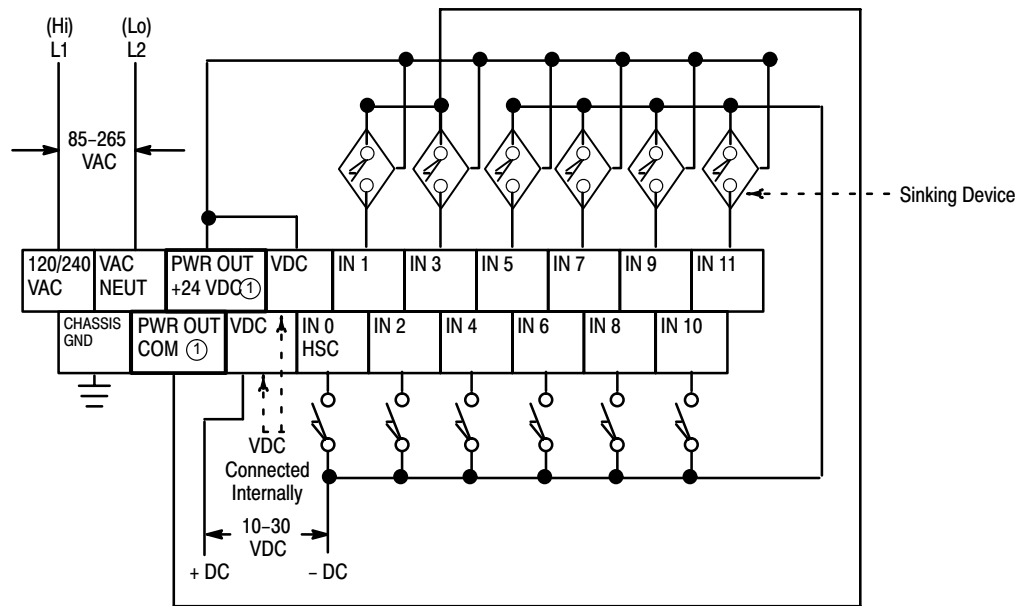 (Hi)
L1
(Lo)
L2
85–265
VAC
Sinking Device
120/240
VAC
VAC
NEUT
PWR OUT
+24 VDC ①
VDC
IN 1
IN 3
IN 5
IN 7
IN 9
IN 11
CHASSIS
GND
PWR OUT
COM ①
VDC
IN 0
HSC
IN 2
IN 4
IN 6
IN 8
IN 10
VDC
Connected
Internally
10–30
VDC
+ DC
– DC